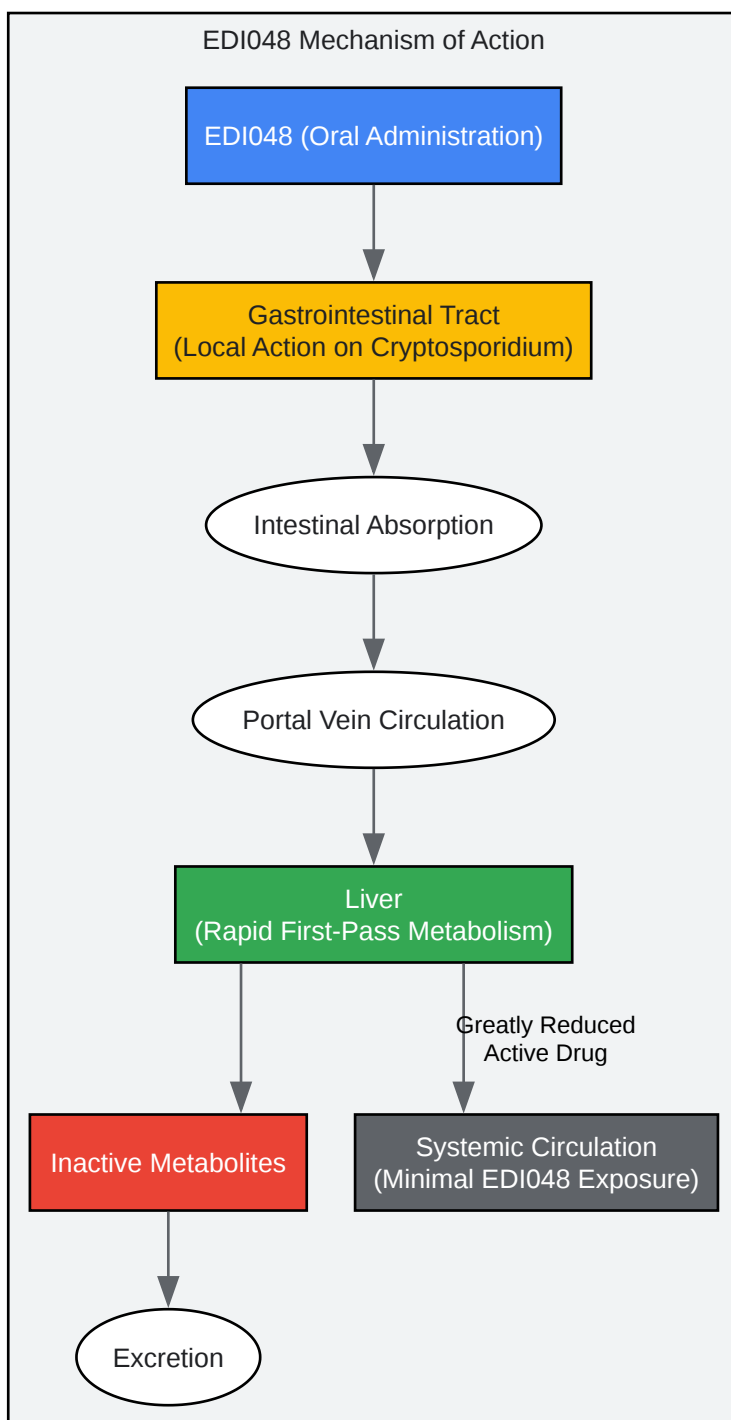 EDI048 Mechanism of Action
EDI048 (Oral Administration)
Gastrointestinal Tract
(Local Action on Cryptosporidium)
Intestinal Absorption
Portal Vein Circulation
Liver
(Rapid First-Pass Metabolism)
Greatly Reduced
Active Drug
Inactive Metabolites
Systemic Circulation
(Minimal EDI048 Exposure)
Excretion